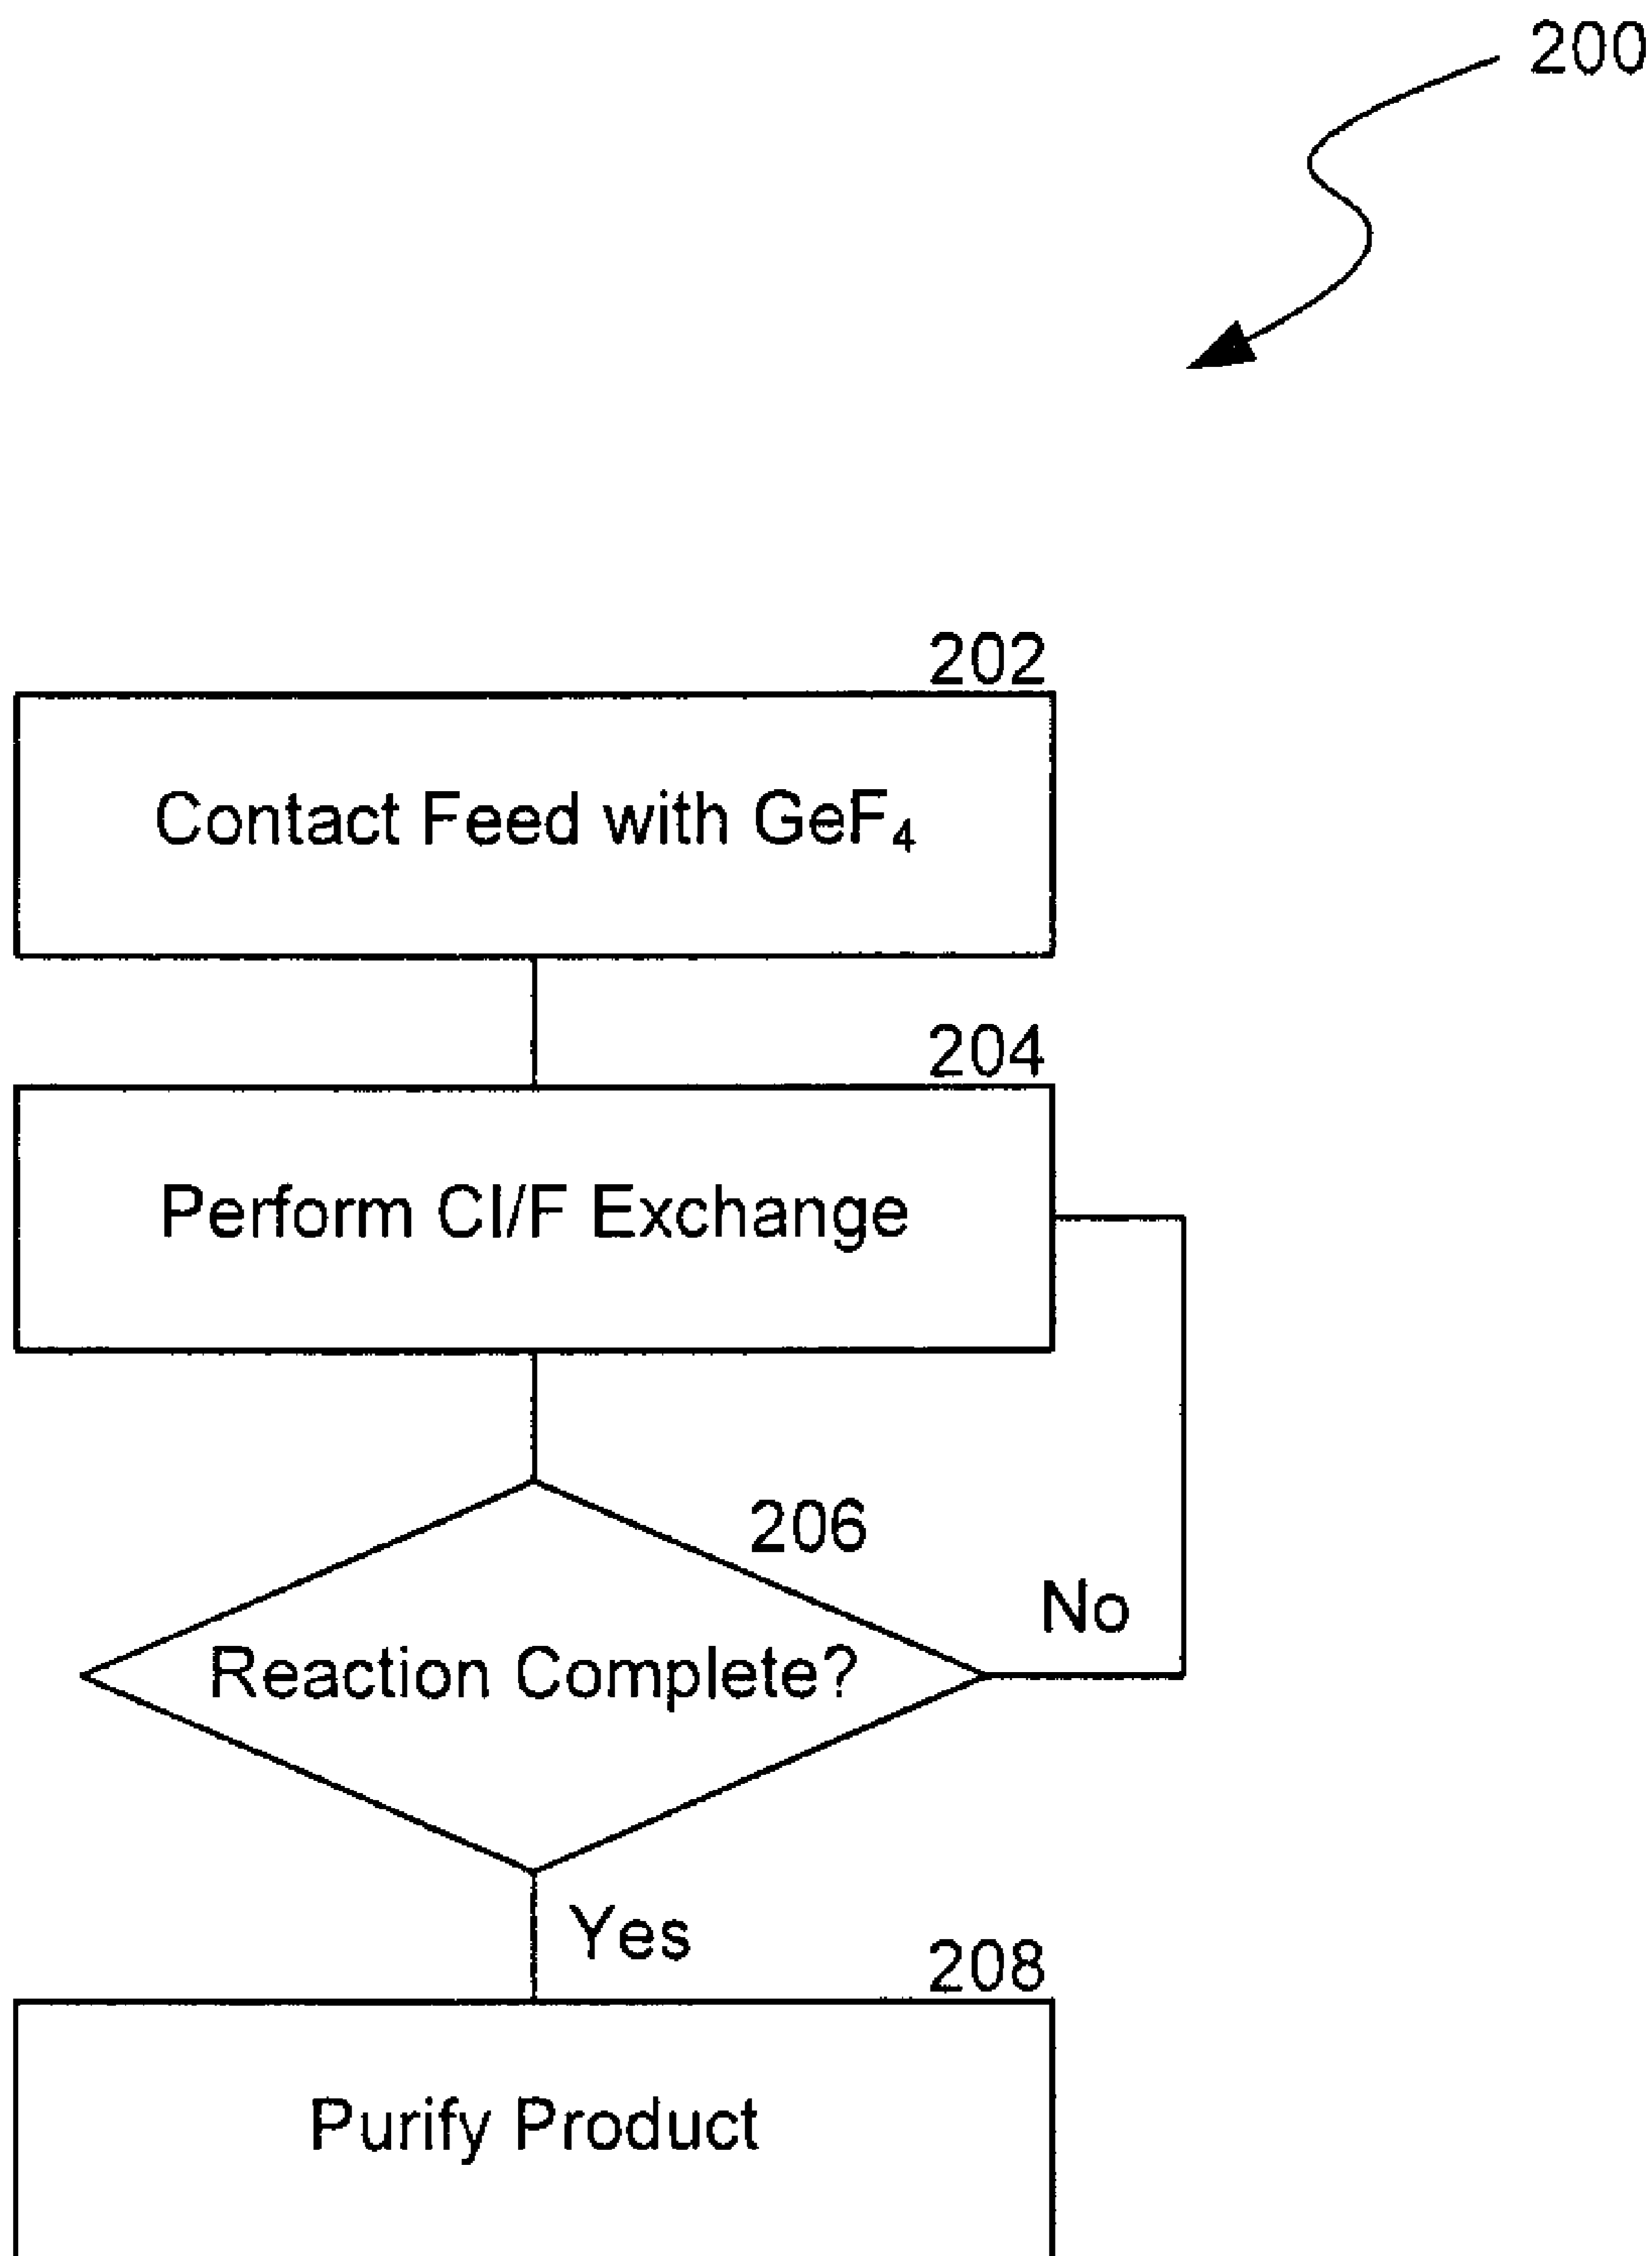 200
202
Contact Feed with GeF₄
204
Perform Cl/F Exchange
206
No
Reaction Complete?
Yes
208
Purify Product